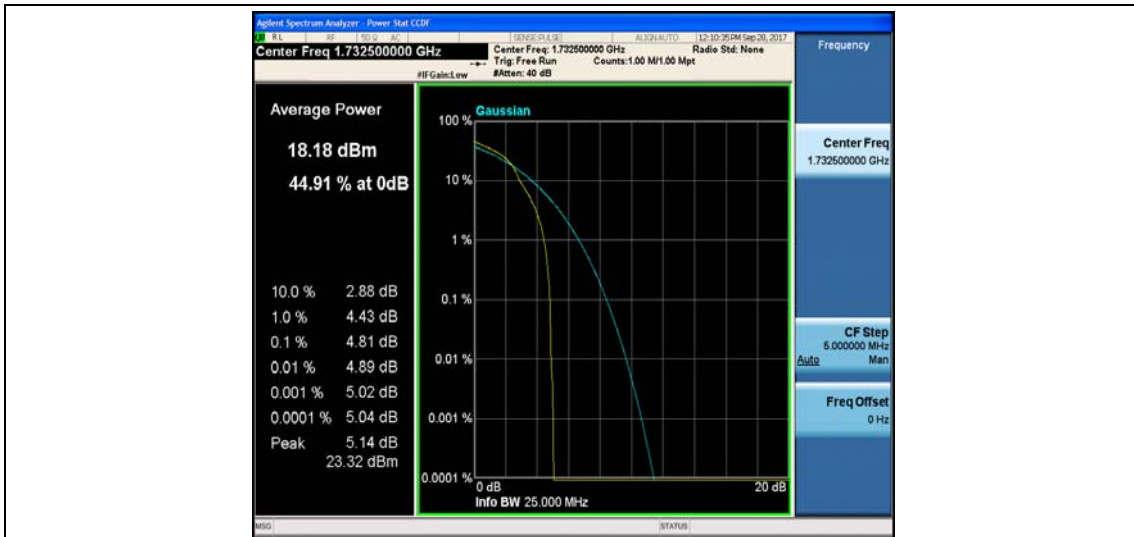 Agilent Spectrum Analyzer - Power Stat CCDF
RL RF 50 Ω AC SENSE:PULSE ALIGNAUTO 12:10:35 PM Sep 28, 2017
Center Freq 1.732500000 GHz
Center Freq: 1.732500000 GHz Radio Std: None
Trig: Free Run Counts:1.00 M/1.00 Mpt
#IFGain:Low #Atten: 40 dB
Frequency
Average Power
18.18 dBm
44.91 % at 0dB
10.0 % 2.88 dB
1.0 % 4.43 dB
0.1 % 4.81 dB
0.01 % 4.89 dB
0.001 % 5.02 dB
0.0001 % 5.04 dB
Peak 5.14 dB
23.32 dBm
Gaussian
100 %
10 %
1 %
0.1 %
0.01 %
0.001 %
0.0001 %
0 dB 20 dB
Info BW 25.000 MHz
Center Freq
1.732500000 GHz
CF Step
5.000000 MHz
Auto Man
Freq Offset
0 Hz
MSG STATUS